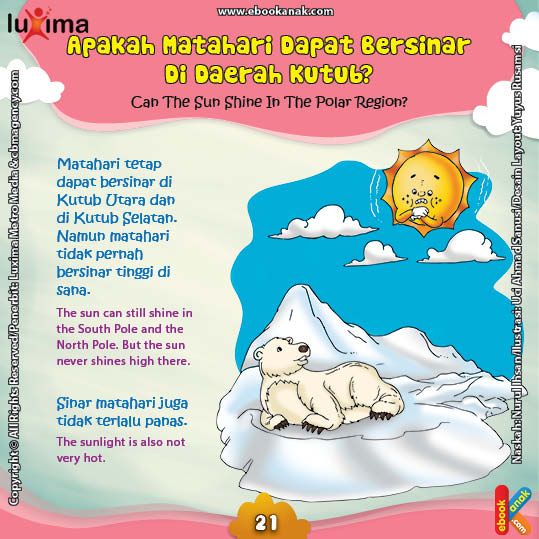 www.ebookanak.com
luxima
Apakah Matahari Dapat Bersinar
Di Daerah Kutub?
Can The Sun Shine In The Polar Region?
Matahari tetap
dapat bersinar di
Kutub Utara dan
di Kutub Selatan.
Namun matahari
tidak pernah
bersinar tinggi di
sana.
The sun can still shine in
the South Pole and the
North Pole. But the sun
never shines high there.
Sinar matahari juga
tidak terlalu panas.
The sunlight is also not
very hot.
Copyright © All Rights Reserved/Penerbit: Luxima Metro Media & ebmagency.com
Naskah: Nurul Ihsan/Ilustrasi: Uci Ahmad Sanusi/Desain Layout: Yuyus Rusamsi
21
ebook
anak
.com